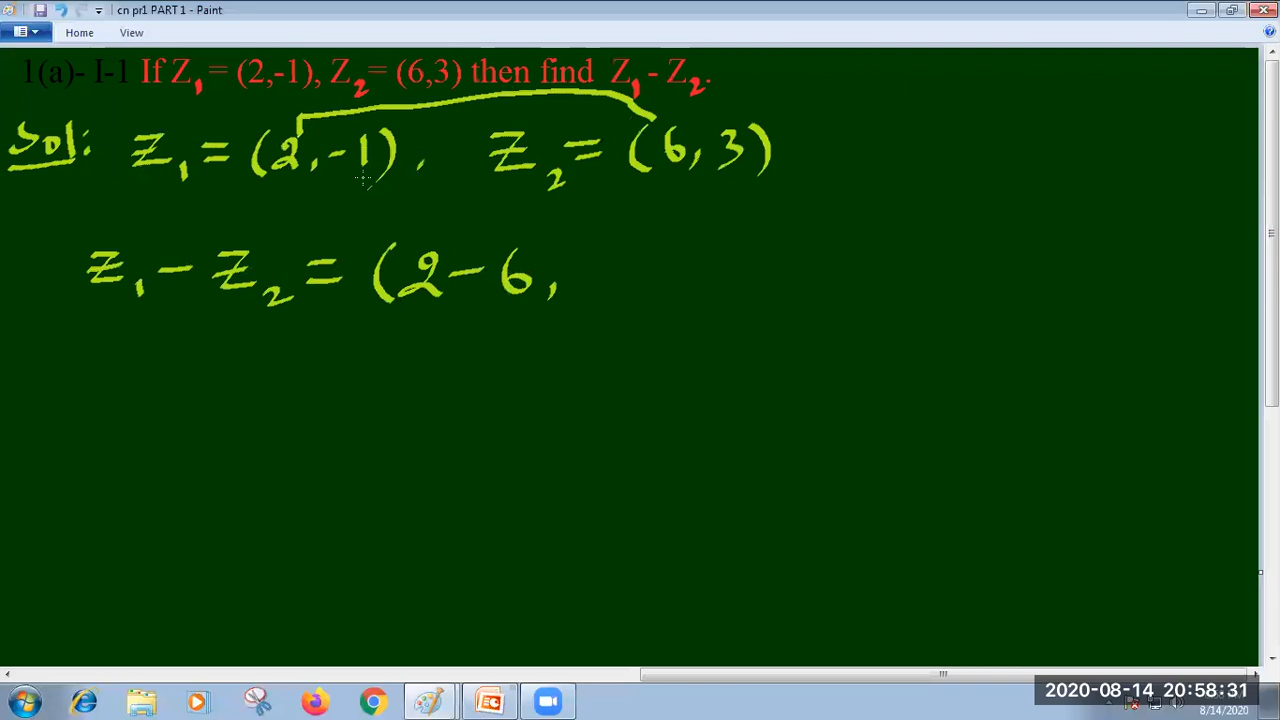 cn pr1 PART 1 - Paint
Home View
1(a)- I-1 If Z1 = (2,-1), Z2 = (6,3) then find Z1 - Z2.
Sol: Z1 = (2,-1), Z2 = (6,3)
Z1 - Z2 = (2-6,
2020-08-14 20:58:31
8/14/2020